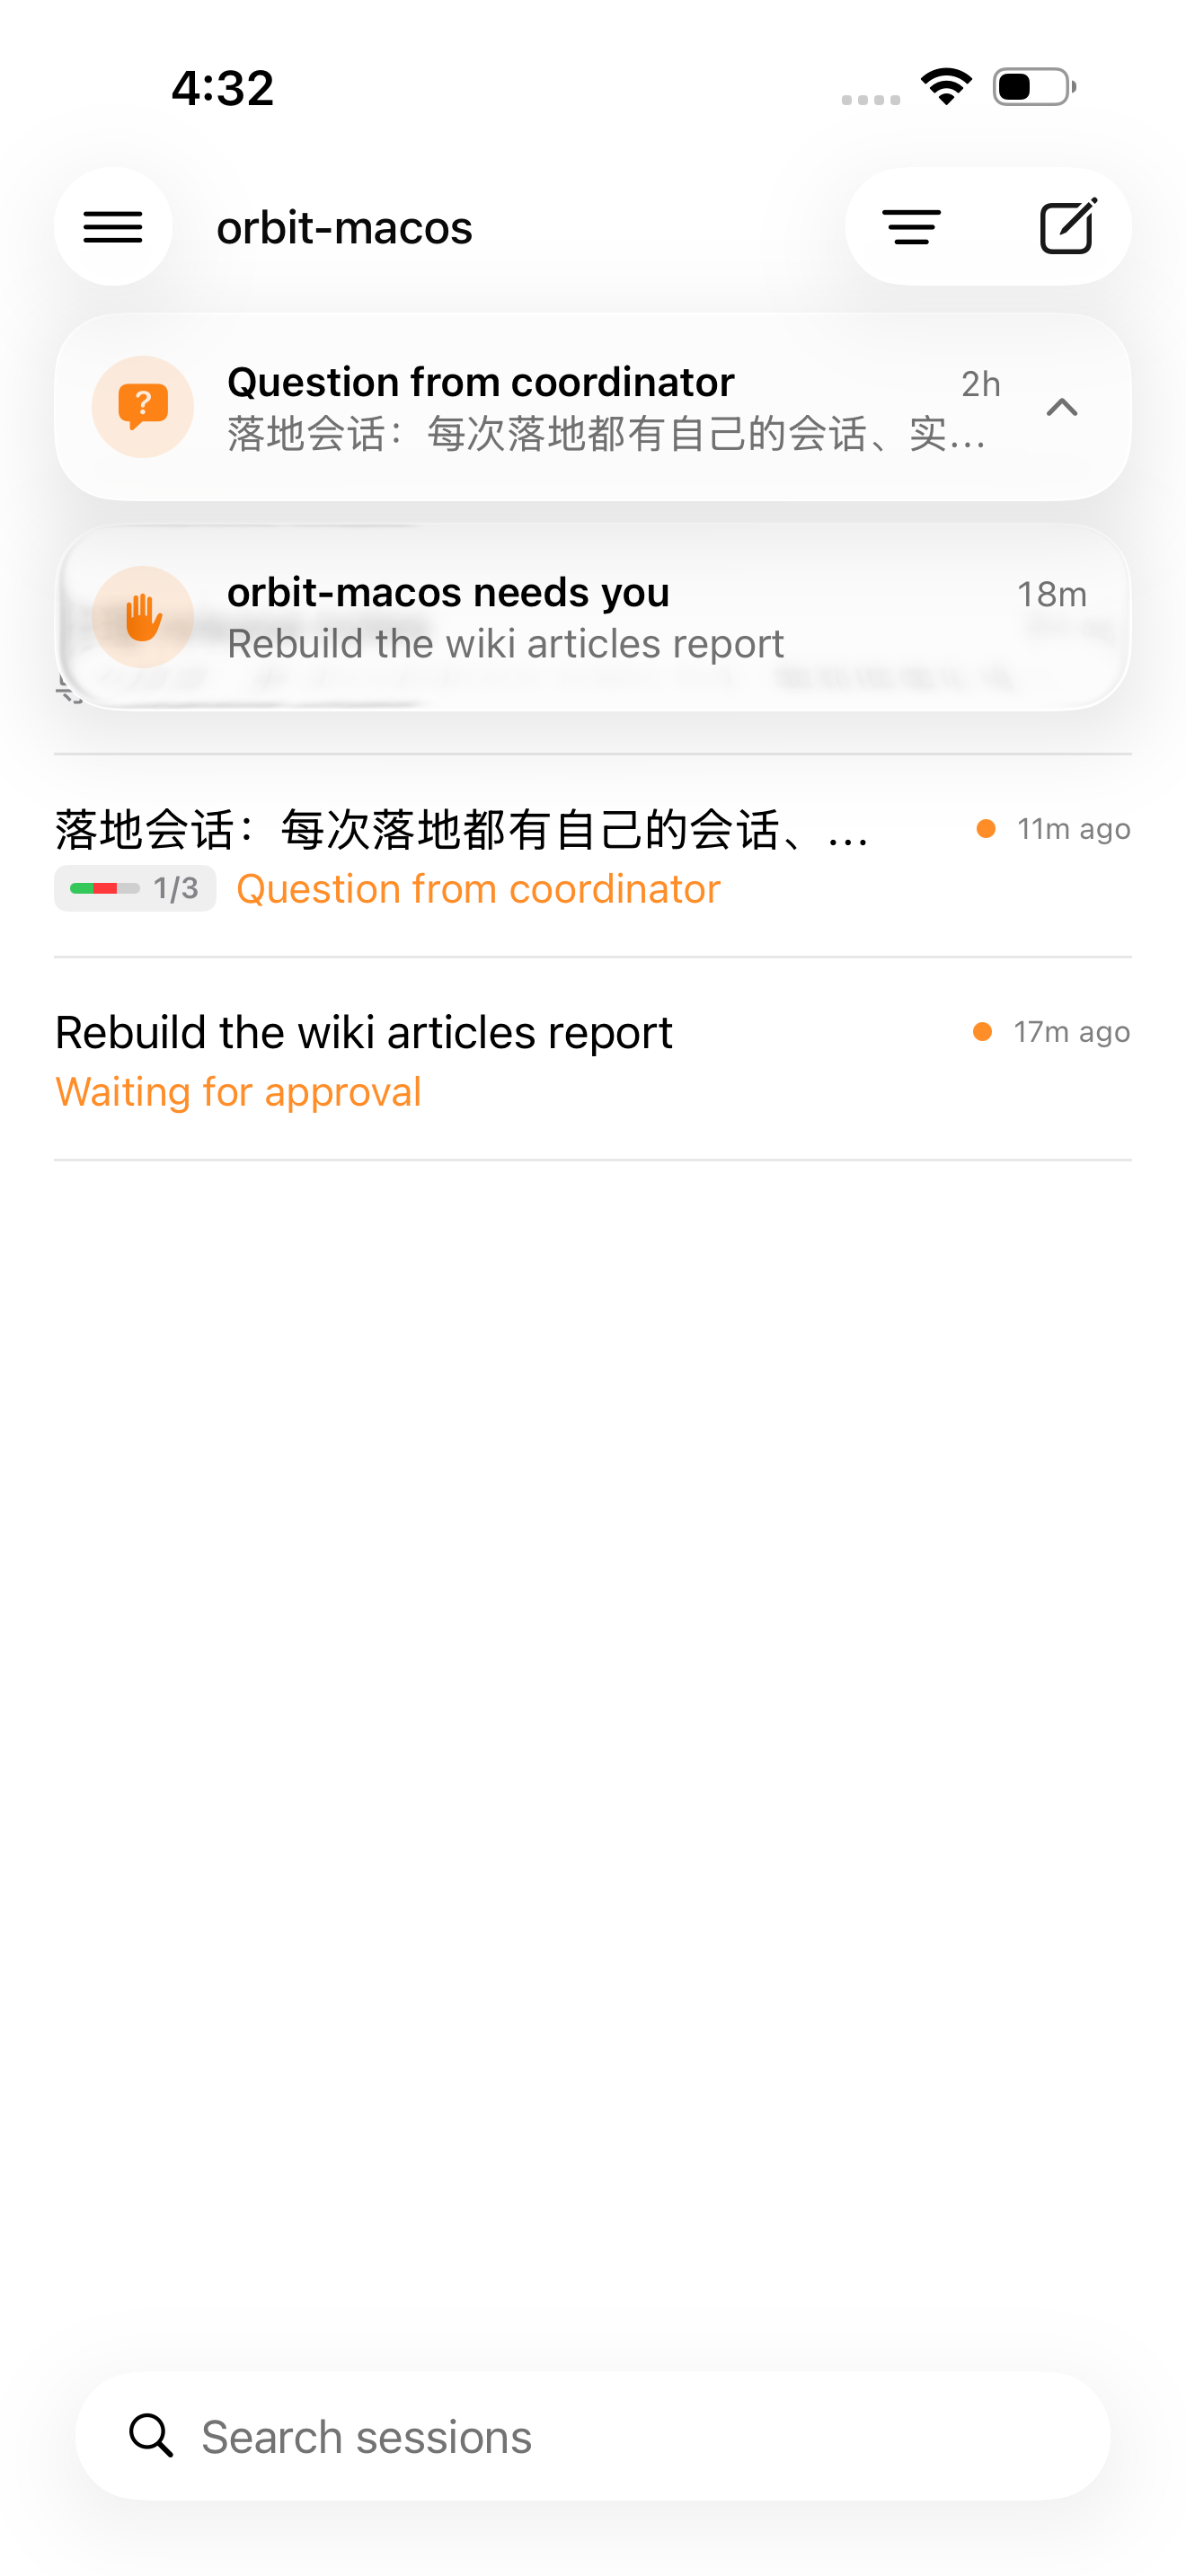 4:32
orbit-macos
Question from coordinator 2h
落地会话：每次落地都有自己的会话、实...
orbit-macos needs you 18m
Rebuild the wiki articles report
落地会话：每次落地都有自己的会话、... 11m ago
1/3 Question from coordinator
Rebuild the wiki articles report 17m ago
Waiting for approval
Search sessions